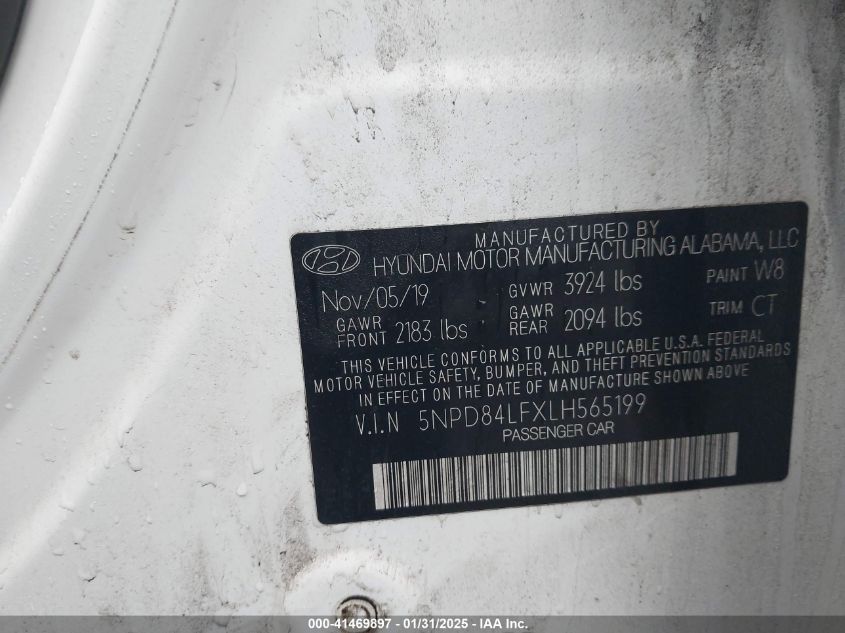 MANUFACTURED BY
HYUNDAI MOTOR MANUFACTURING ALABAMA, LLC
Nov/05/19 GVWR 3924 lbs PAINT W8
GAWR FRONT 2183 lbs GAWR REAR 2094 lbs TRIM CT
THIS VEHICLE CONFORMS TO ALL APPLICABLE U.S.A. FEDERAL
MOTOR VEHICLE SAFETY, BUMPER, AND THEFT PREVENTION STANDARDS
IN EFFECT ON THE DATE OF MANUFACTURE SHOWN ABOVE
V.I.N 5NPD84LFXLH565199
PASSENGER CAR
000-41469897 - 01/31/2025 - IAA Inc.